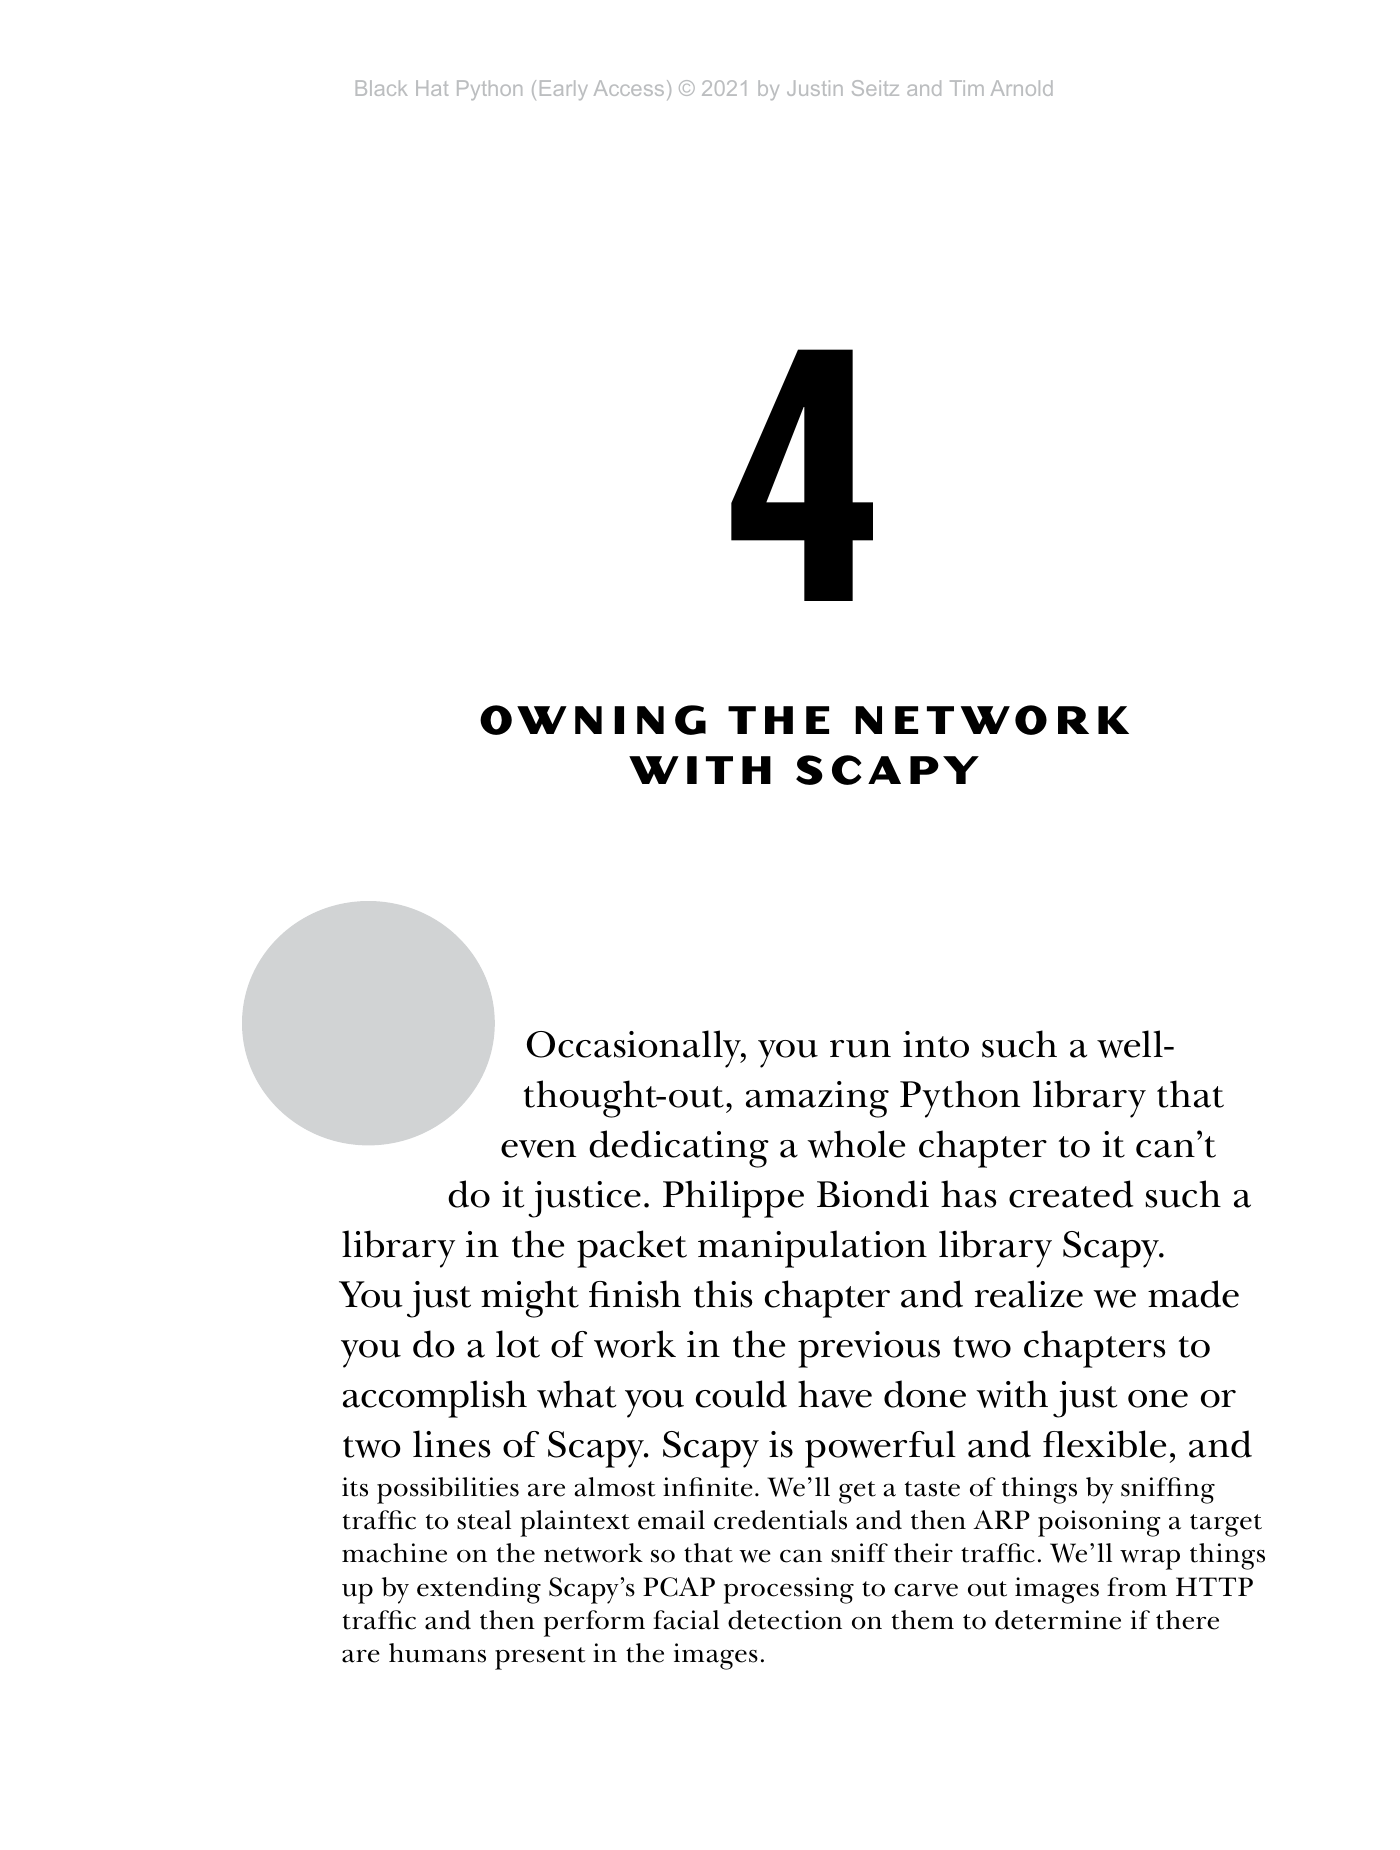 Black Hat Python (Early Access) © 2021 by Justin Seitz and Tim Arnold
4
OWNING THE NETWORK
WITH SCAPY
Occasionally, you run into such a well-
thought-out, amazing Python library that
even dedicating a whole chapter to it can’t
do it justice. Philippe Biondi has created such a
library in the packet manipulation library Scapy.
You just might finish this chapter and realize we made
you do a lot of work in the previous two chapters to
accomplish what you could have done with just one or
two lines of Scapy. Scapy is powerful and flexible, and
its possibilities are almost infinite. We’ll get a taste of things by sniffing
traffic to steal plaintext email credentials and then ARP poisoning a target
machine on the network so that we can sniff their traffic. We’ll wrap things
up by extending Scapy’s PCAP processing to carve out images from HTTP
traffic and then perform facial detection on them to determine if there
are humans present in the images.